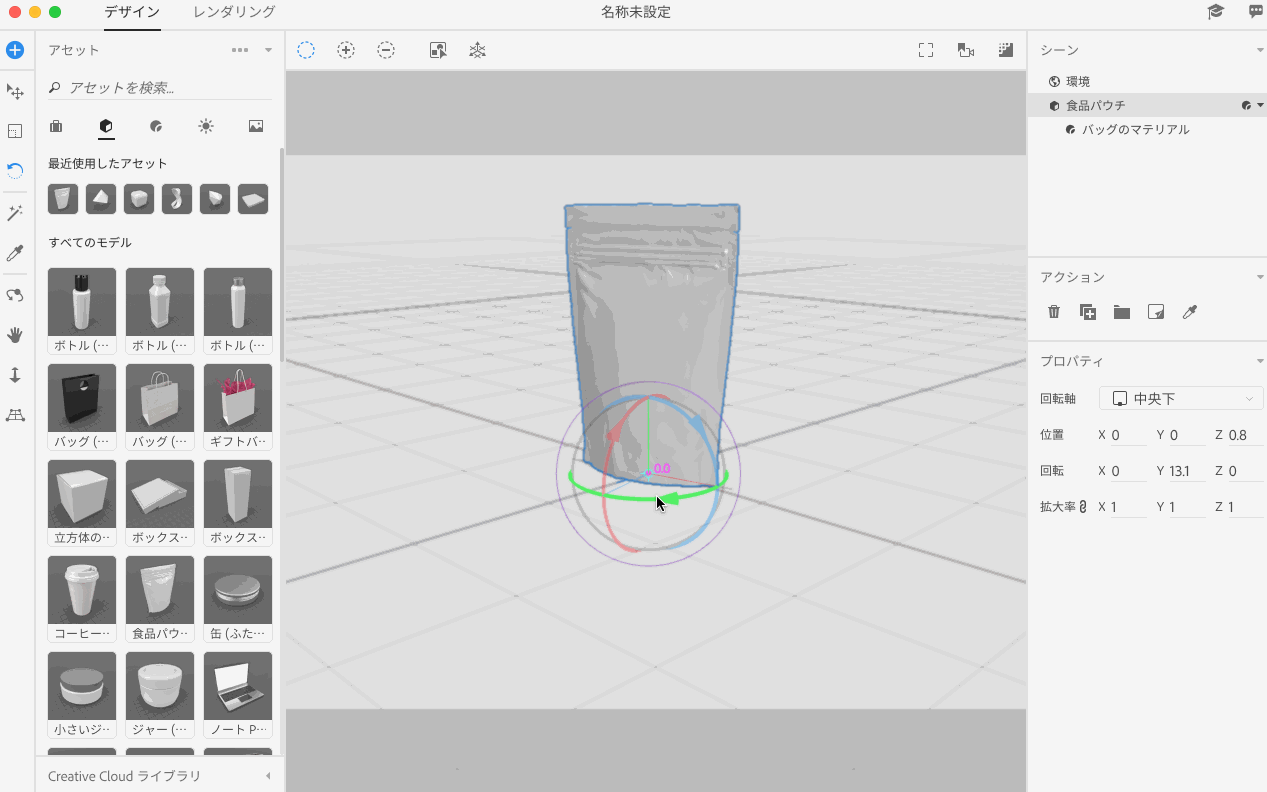 デザイン
レンダリング
名称未設定
アセット
アセットを検索...
最近使用したアセット
すべてのモデル
ボトル (…
ボトル (…
ボトル (…
バッグ (…
バッグ (…
ギフトバ…
立方体の…
ボックス…
ボックス…
コーヒー…
食品パウ…
缶 (ふた…
小さいジ…
ジャー (…
ノート P…
Creative Cloud ライブラリ
0.0
シーン
環境
食品パウチ
バッグのマテリアル
アクション
プロパティ
回転軸 中央下
位置 X 0 Y 0 Z 0.8
回転 X 0 Y 13.1 Z 0
拡大率 X 1 Y 1 Z 1